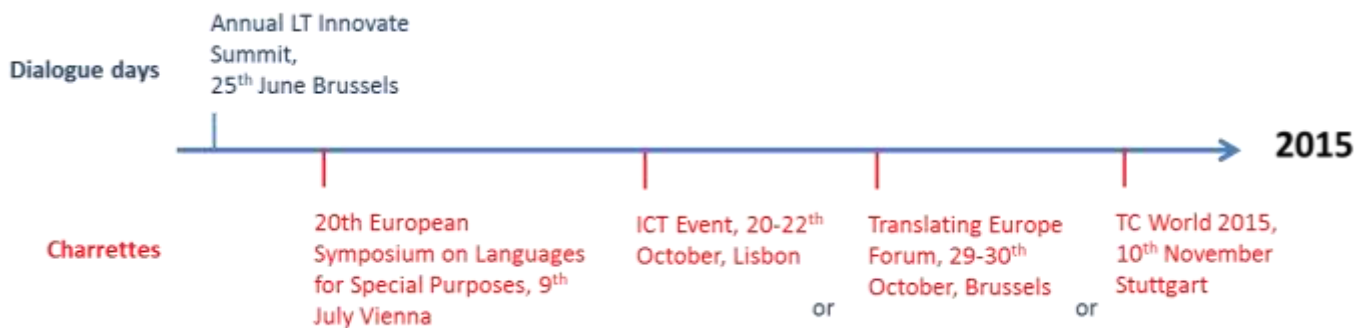 Annual LT Innovate
Summit,
25th June Brussels
Dialogue days
2015
Charrettes
20th European
Symposium on Languages
for Special Purposes, 9th
July Vienna
ICT Event, 20-22th
October, Lisbon
or
Translating Europe
Forum, 29-30th
October, Brussels
or
TC World 2015,
10th November
Stuttgart